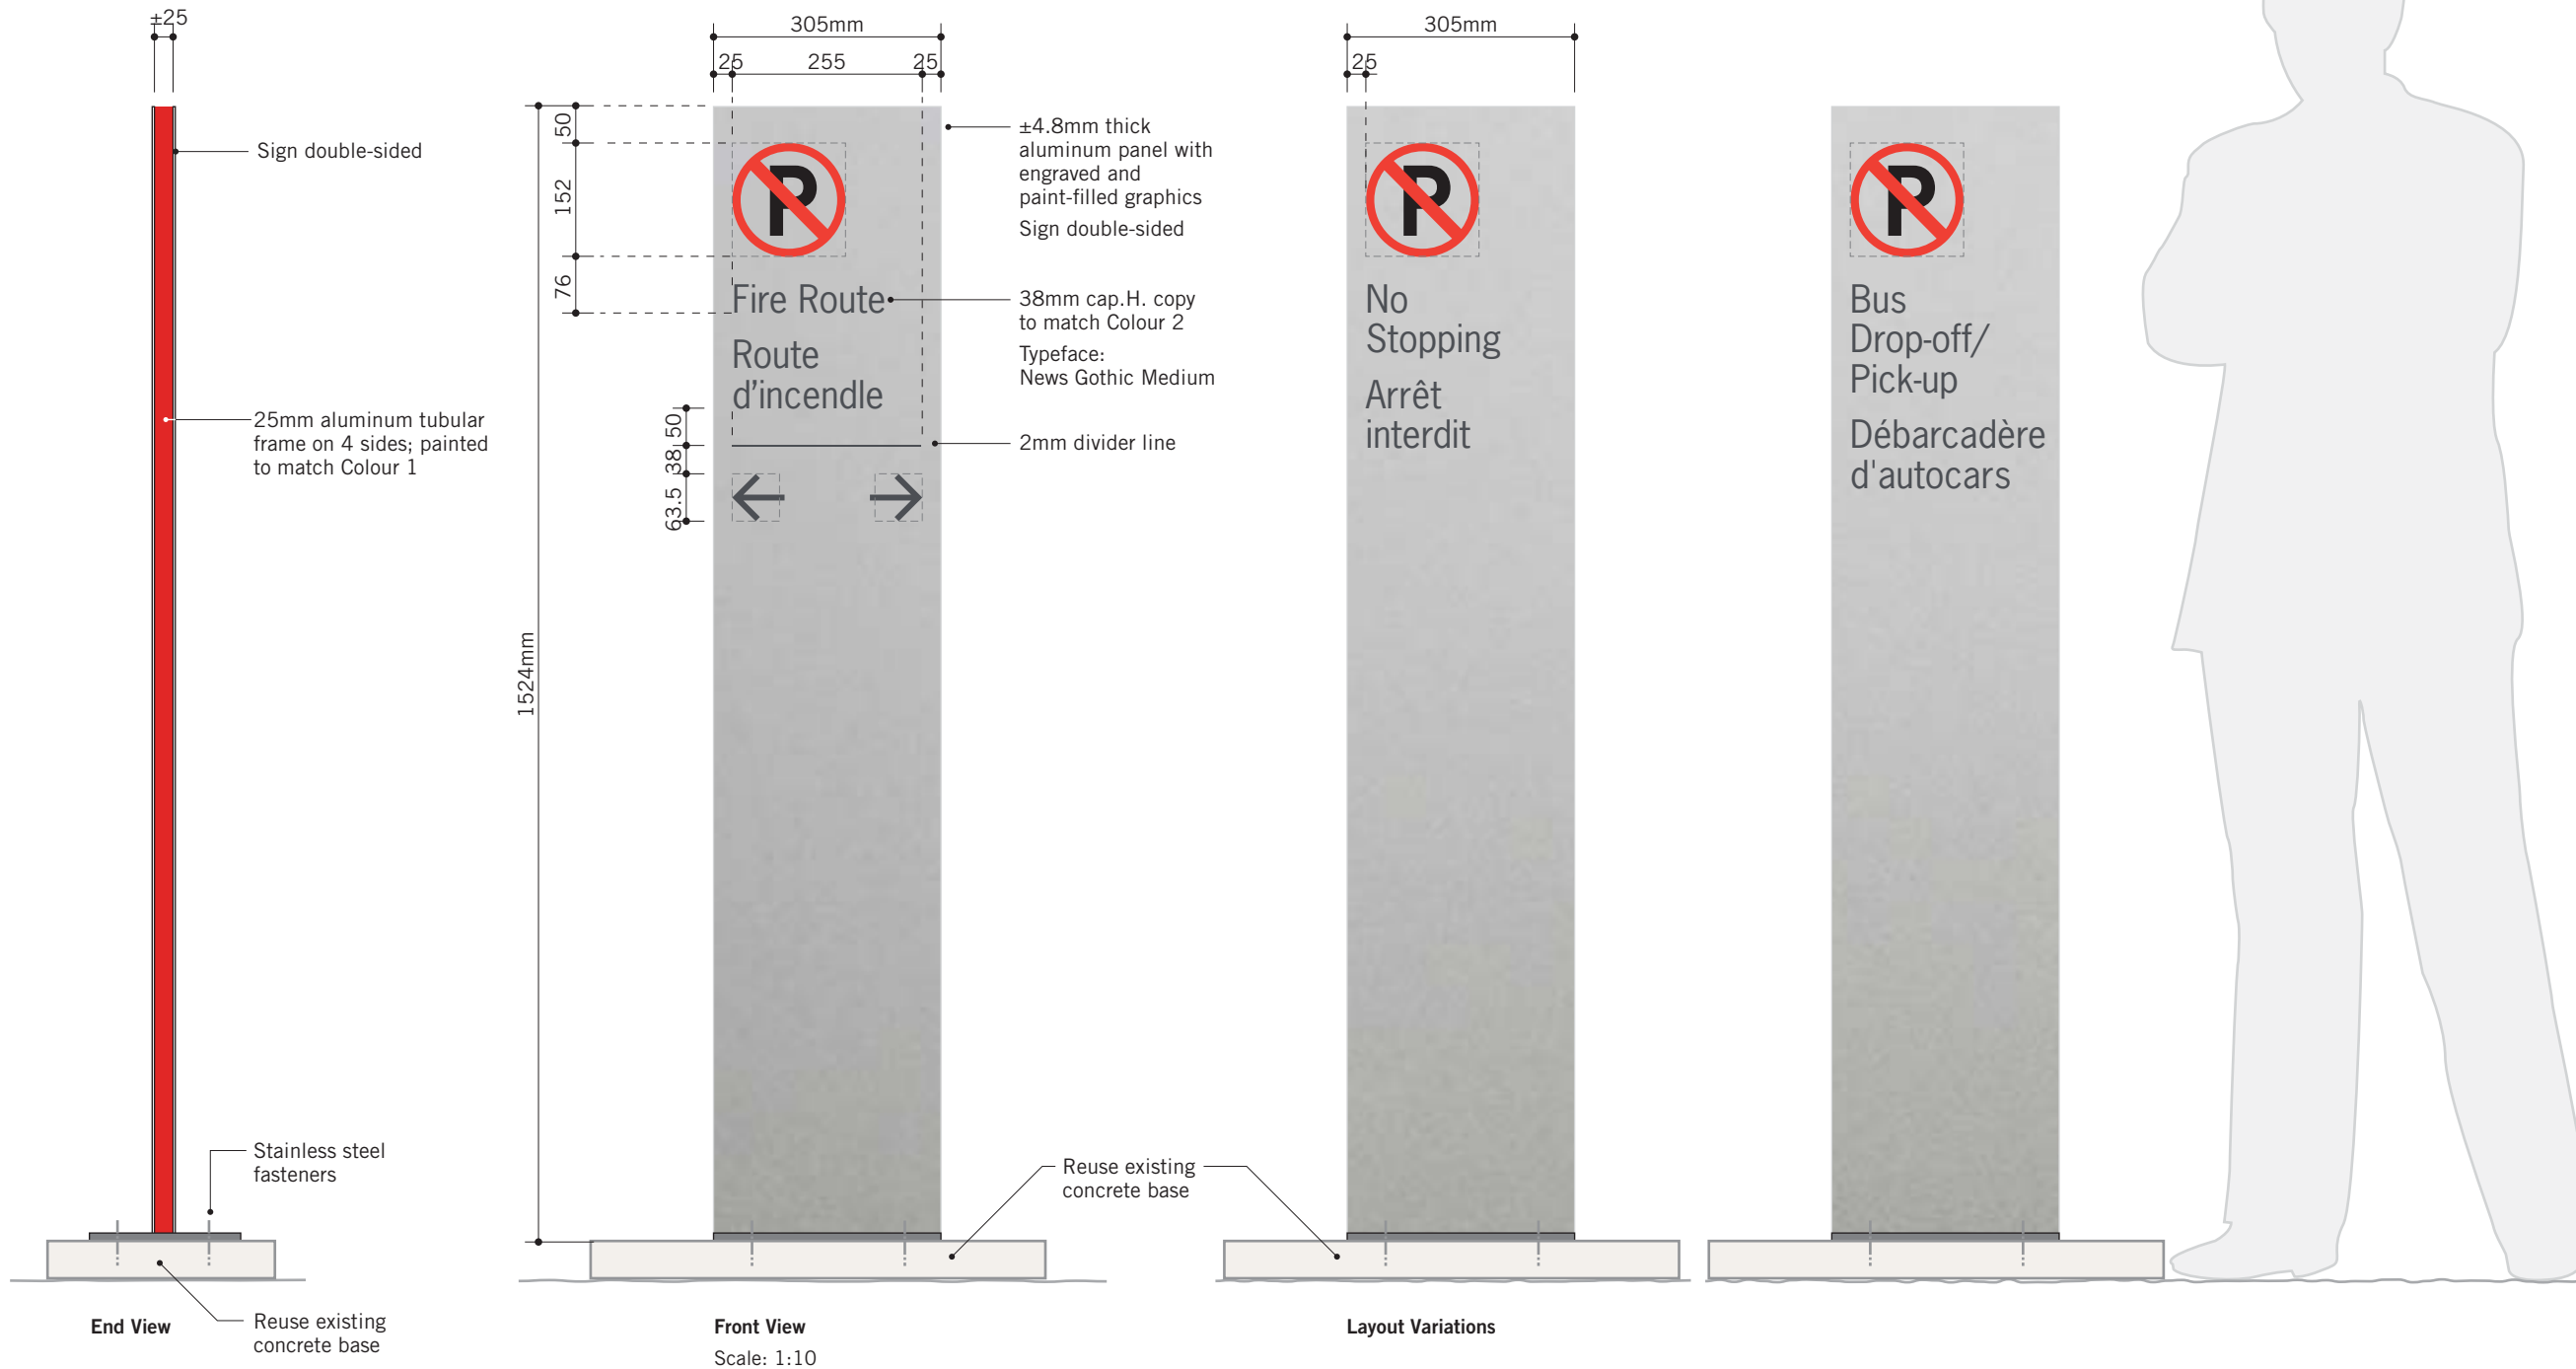 ±25
Sign double-sided
25mm aluminum tubular
frame on 4 sides; painted
to match Colour 1
Stainless steel
fasteners
Reuse existing
concrete base
End View
305mm
25 255 25
50
152
76
50
38
63.5
1524mm
P
Fire Route
Route
d’incendle
±4.8mm thick
aluminum panel with
engraved and
paint-filled graphics
Sign double-sided
38mm cap.H. copy
to match Colour 2
Typeface:
News Gothic Medium
2mm divider line
Reuse existing
concrete base
Front View
Scale: 1:10
305mm
25
P
No
Stopping
Arrêt
interdit
Layout Variations
P
Bus
Drop-off/
Pick-up
Débarcadère
d'autocars